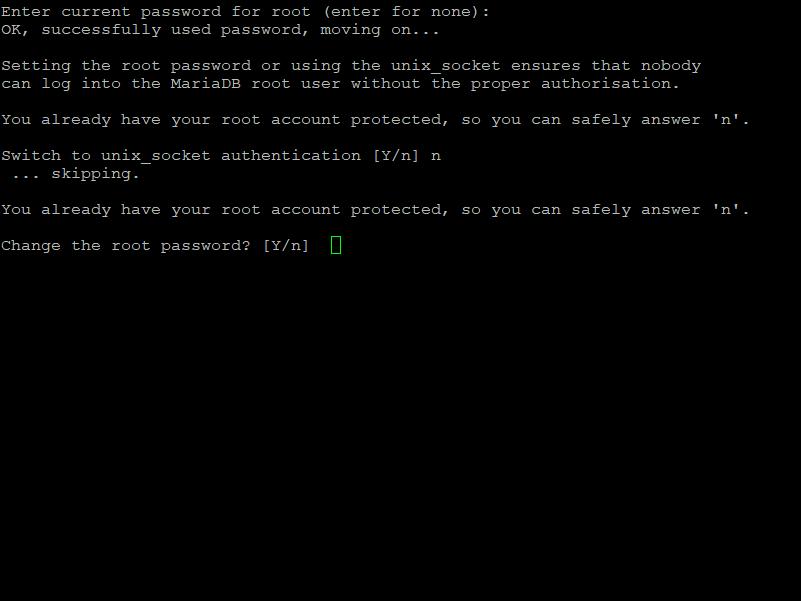 Enter current password for root (enter for none):
OK, successfully used password, moving on...
Setting the root password or using the unix_socket ensures that nobody
can log into the MariaDB root user without the proper authorisation.
You already have your root account protected, so you can safely answer 'n'.
Switch to unix_socket authentication [Y/n] n
 ... skipping.
You already have your root account protected, so you can safely answer 'n'.
Change the root password? [Y/n]